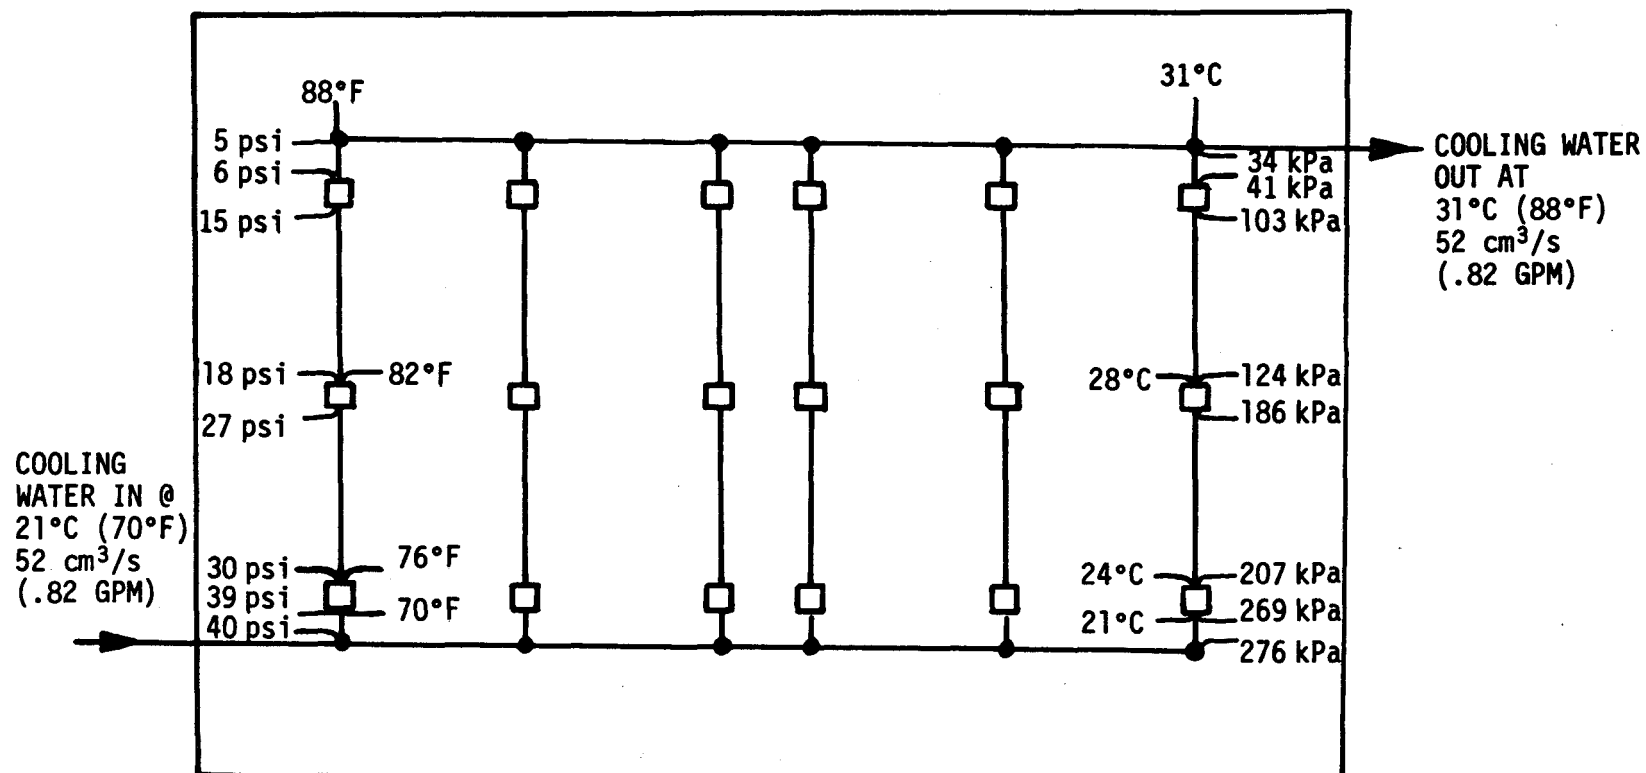 88°F
31°C
5 psi
6 psi
15 psi
34 kPa
41 kPa
103 kPa
COOLING WATER
OUT AT
31°C (88°F)
52 cm³/s
(.82 GPM)
18 psi
82°F
27 psi
28°C
124 kPa
186 kPa
COOLING
WATER IN @
21°C (70°F)
52 cm³/s
(.82 GPM)
30 psi
76°F
39 psi
70°F
40 psi
24°C
207 kPa
21°C
269 kPa
276 kPa